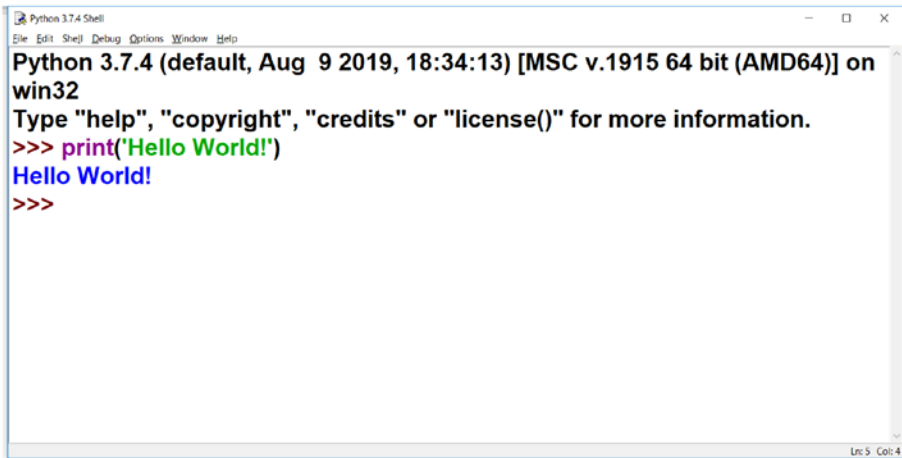 Python 3.7.4 Shell
File Edit Shell Debug Options Window Help
Python 3.7.4 (default, Aug  9 2019, 18:34:13) [MSC v.1915 64 bit (AMD64)] on
win32
Type "help", "copyright", "credits" or "license()" for more information.
>>> print('Hello World!')
Hello World!
>>>
Ln: 5 Col: 4